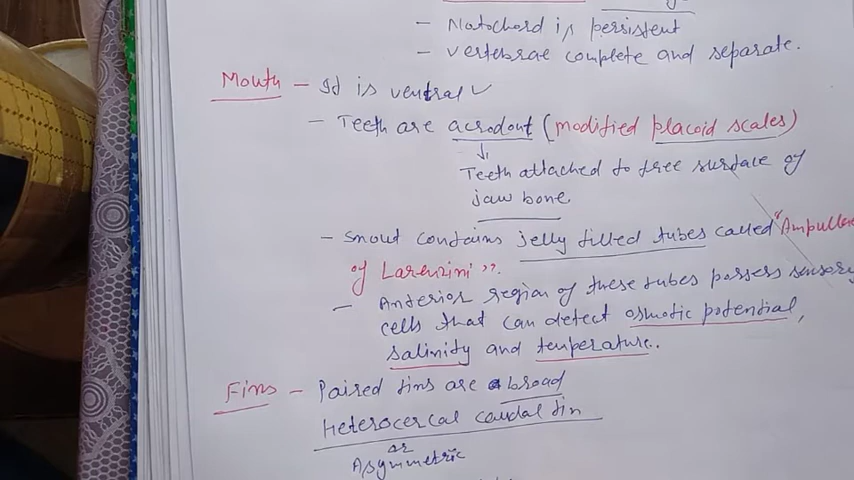 - Notochord is persistent
- Vertebrae complete and separate.
Mouth - It is ventral ✓
- Teeth are acrodont (modified placoid scales)
↓
Teeth attached to free surface of
jaw bone.
- Snout contains jelly filled tubes called "Ampullae
of Larenzini".
- Anterior region of these tubes possess sensory
cells that can detect osmotic potential,
salinity and temperature.
Fins - Paired fins are broad
Heterocercal caudal fin
or
Asymmetric